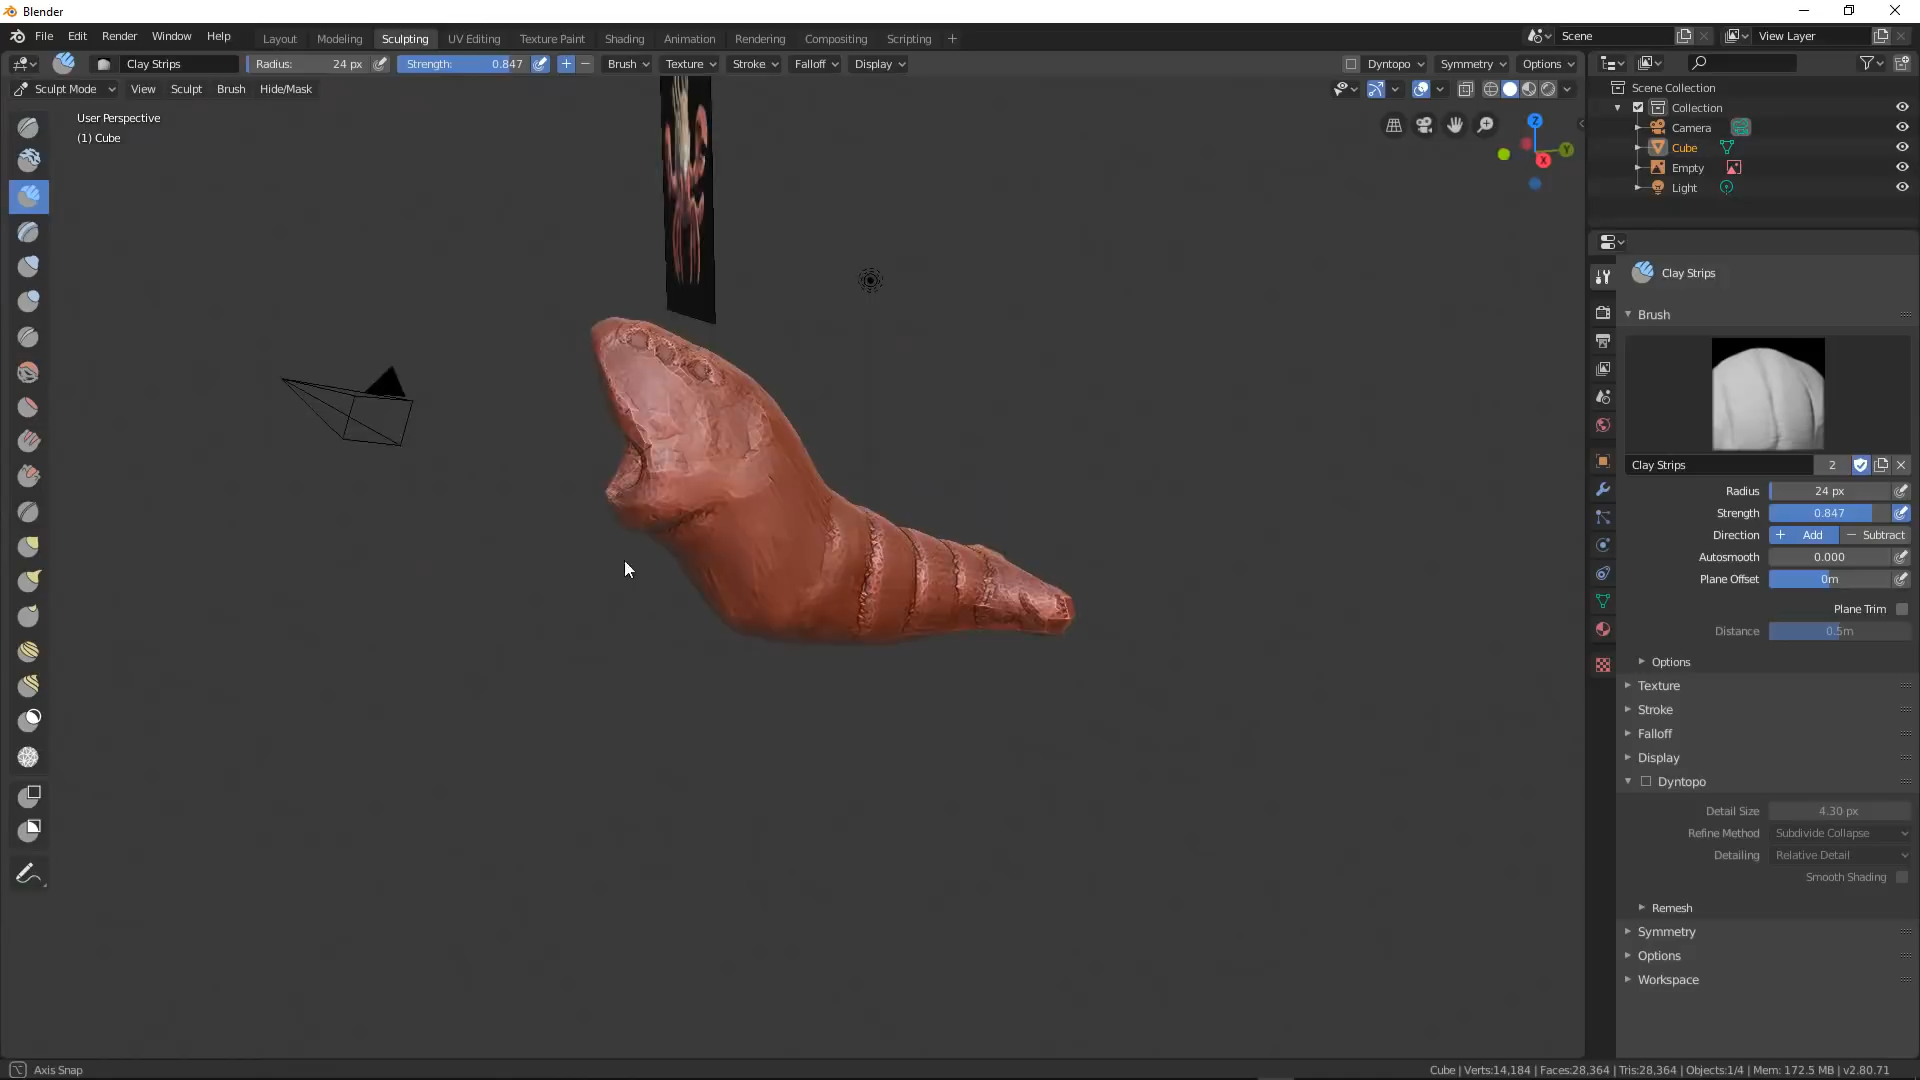 Blender
File Edit Render Window Help Layout Modeling Sculpting UV Editing Texture Paint Shading Animation Rendering Compositing Scripting + Scene View Layer
Clay Strips Radius: 24 px Strength: 0.847 Brush Texture Stroke Falloff Display Dyntopo Symmetry Options
Sculpt Mode View Sculpt Brush Hide/Mask
User Perspective
(1) Cube
Z
Y
X
Scene Collection
Collection
Camera
Cube
Empty
Light
Clay Strips
Brush
Clay Strips 2
Radius 24 px
Strength 0.847
Direction + Add − Subtract
Autosmooth 0.000
Plane Offset 0m
Plane Trim
Distance 0.5m
Options
Texture
Stroke
Falloff
Display
Dyntopo
Detail Size 4.30 px
Refine Method Subdivide Collapse
Detailing Relative Detail
Smooth Shading
Remesh
Symmetry
Options
Workspace
Axis Snap Cube | Verts:14,184 | Faces:28,364 | Tris:28,364 | Objects:1/4 | Mem: 172.5 MB | v2.80.71